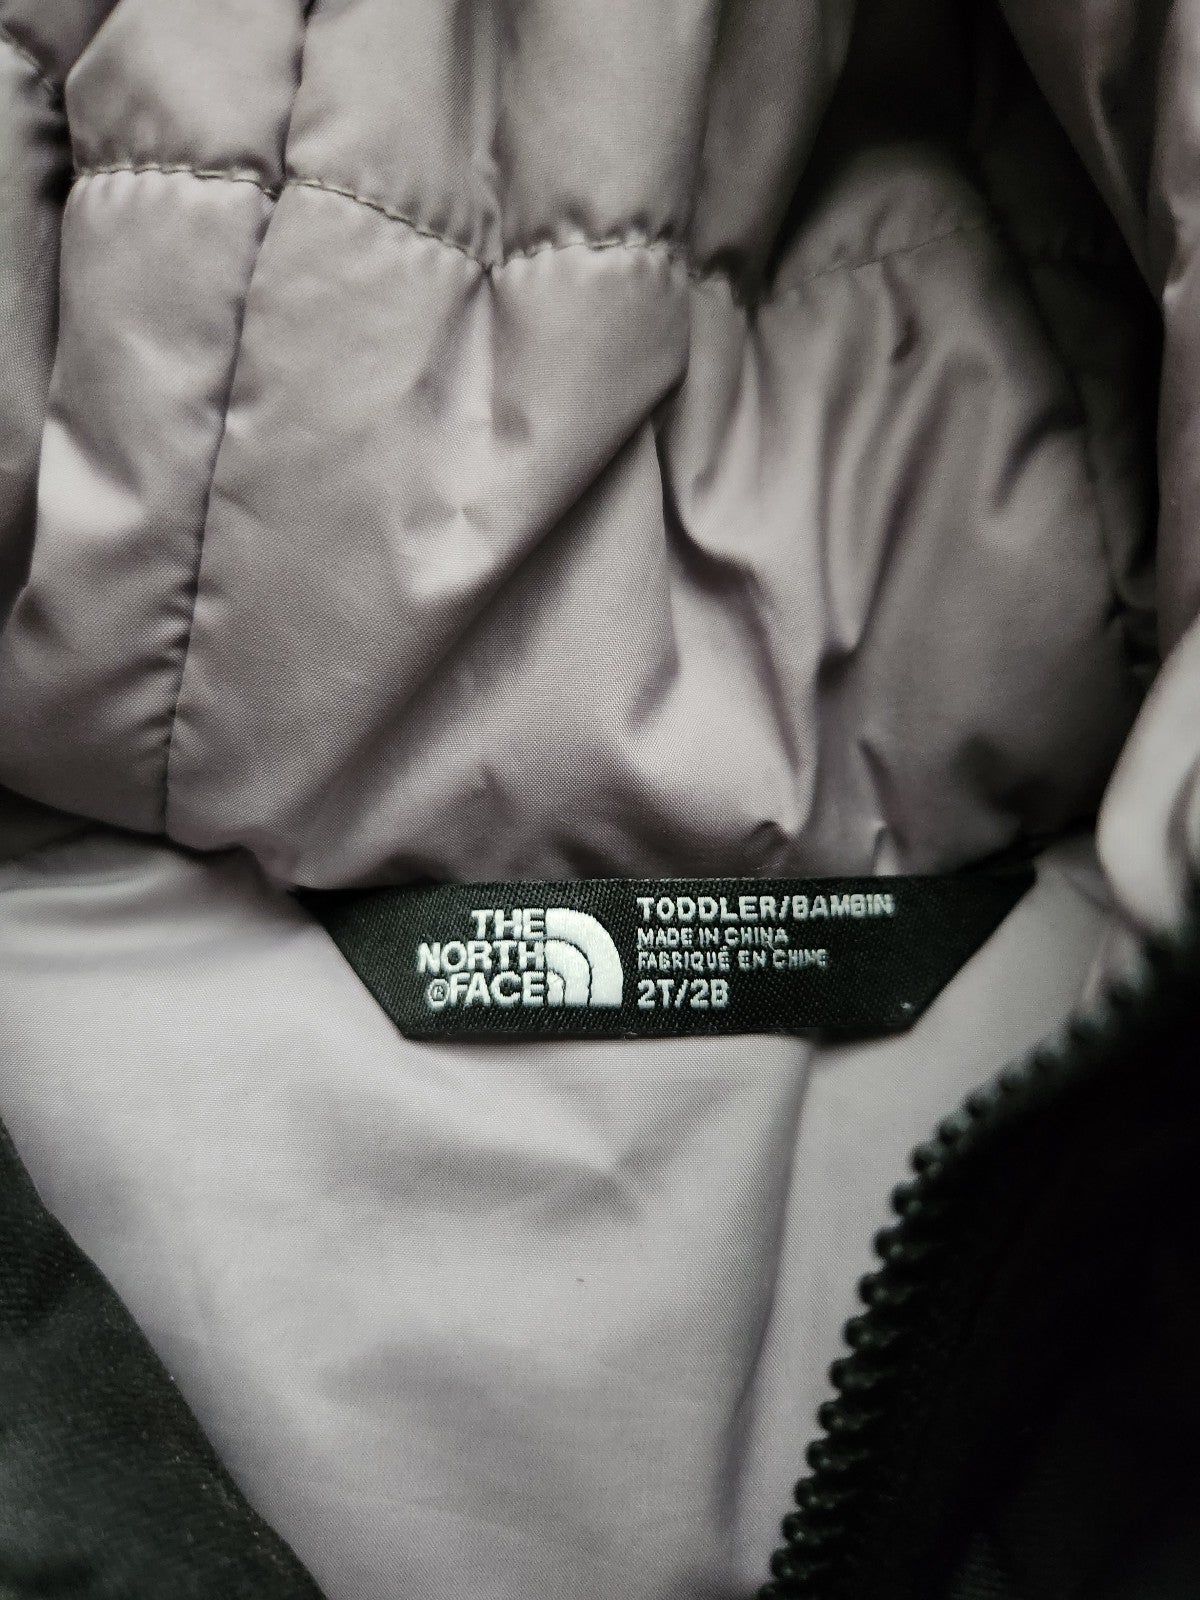 THE
NORTH
®FACE
TODDLER/BAMBIN
MADE IN CHINA
FABRIQUÉ EN CHINE
2T/2B